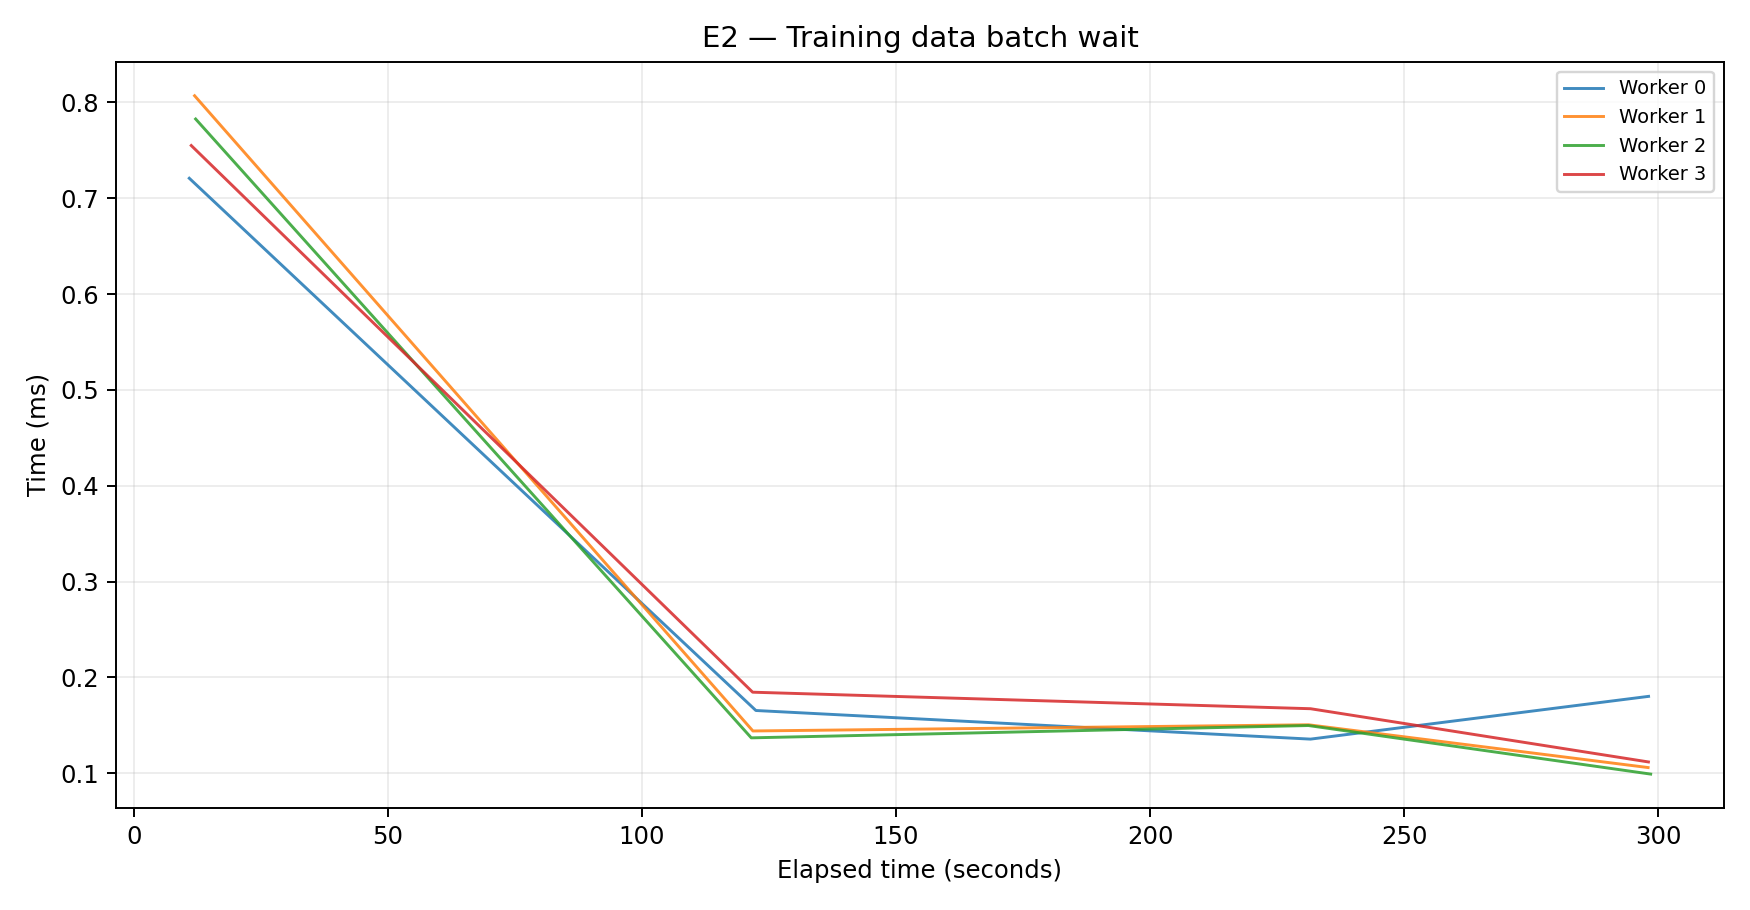 E2 — Training data batch wait
Worker 0
Worker 1
Worker 2
Worker 3
Time (ms)
0.8
0.7
0.6
0.5
0.4
0.3
0.2
0.1
0 50 100 150 200 250 300
Elapsed time (seconds)